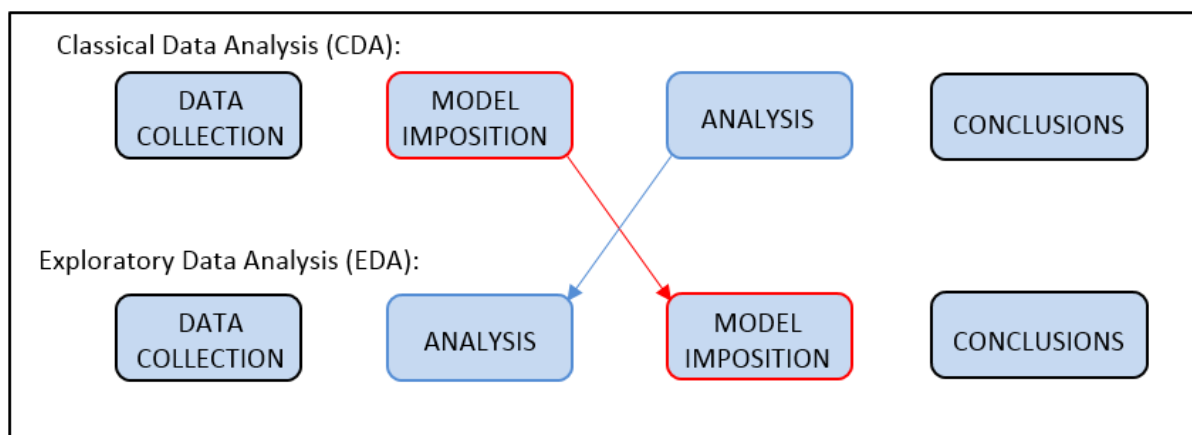 Classical Data Analysis (CDA):
DATA
COLLECTION
MODEL
IMPOSITION
ANALYSIS
CONCLUSIONS
Exploratory Data Analysis (EDA):
DATA
COLLECTION
ANALYSIS
MODEL
IMPOSITION
CONCLUSIONS